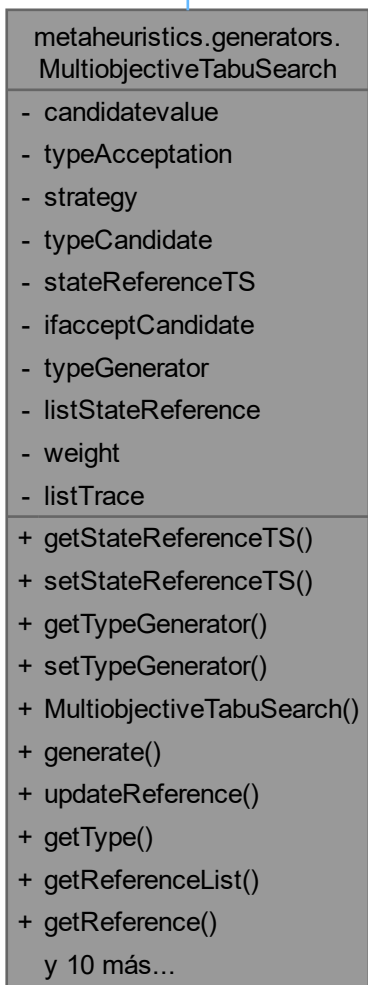 metaheuristics.generators.
MultiobjectiveTabuSearch
- candidatevalue
- typeAcceptation
- strategy
- typeCandidate
- stateReferenceTS
- ifacceptCandidate
- typeGenerator
- listStateReference
- weight
- listTrace
+ getStateReferenceTS()
+ setStateReferenceTS()
+ getTypeGenerator()
+ setTypeGenerator()
+ MultiobjectiveTabuSearch()
+ generate()
+ updateReference()
+ getType()
+ getReferenceList()
+ getReference()
y 10 más...